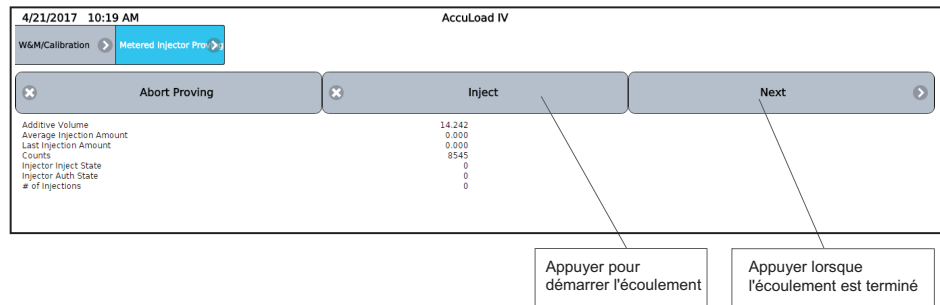 4/21/2017 10:19 AM AccuLoad IV
W&M/Calibration Metered Injector Proving
Abort Proving Inject Next
Additive Volume 14.242
Average Injection Amount 0.000
Last Injection Amount 0.000
Counts 8545
Injector Inject State 0
Injector Auth State 0
# of Injections 0
Appuyer pour
démarrer l'écoulement
Appuyer lorsque
l'écoulement est terminé